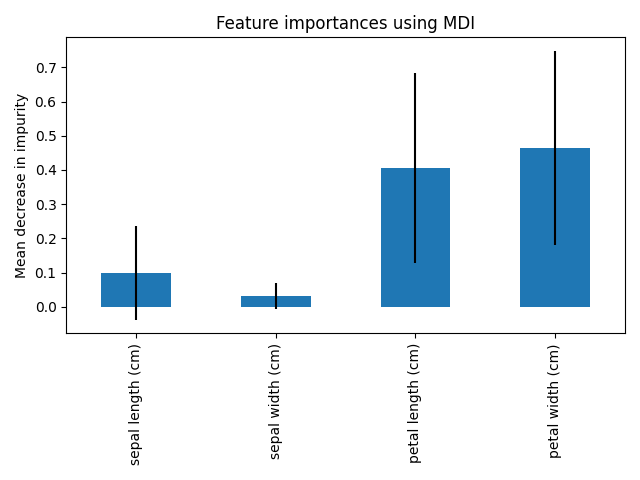 Feature importances using MDI
Mean decrease in impurity
0.7
0.6
0.5
0.4
0.3
0.2
0.1
0.0
sepal length (cm)
sepal width (cm)
petal length (cm)
petal width (cm)